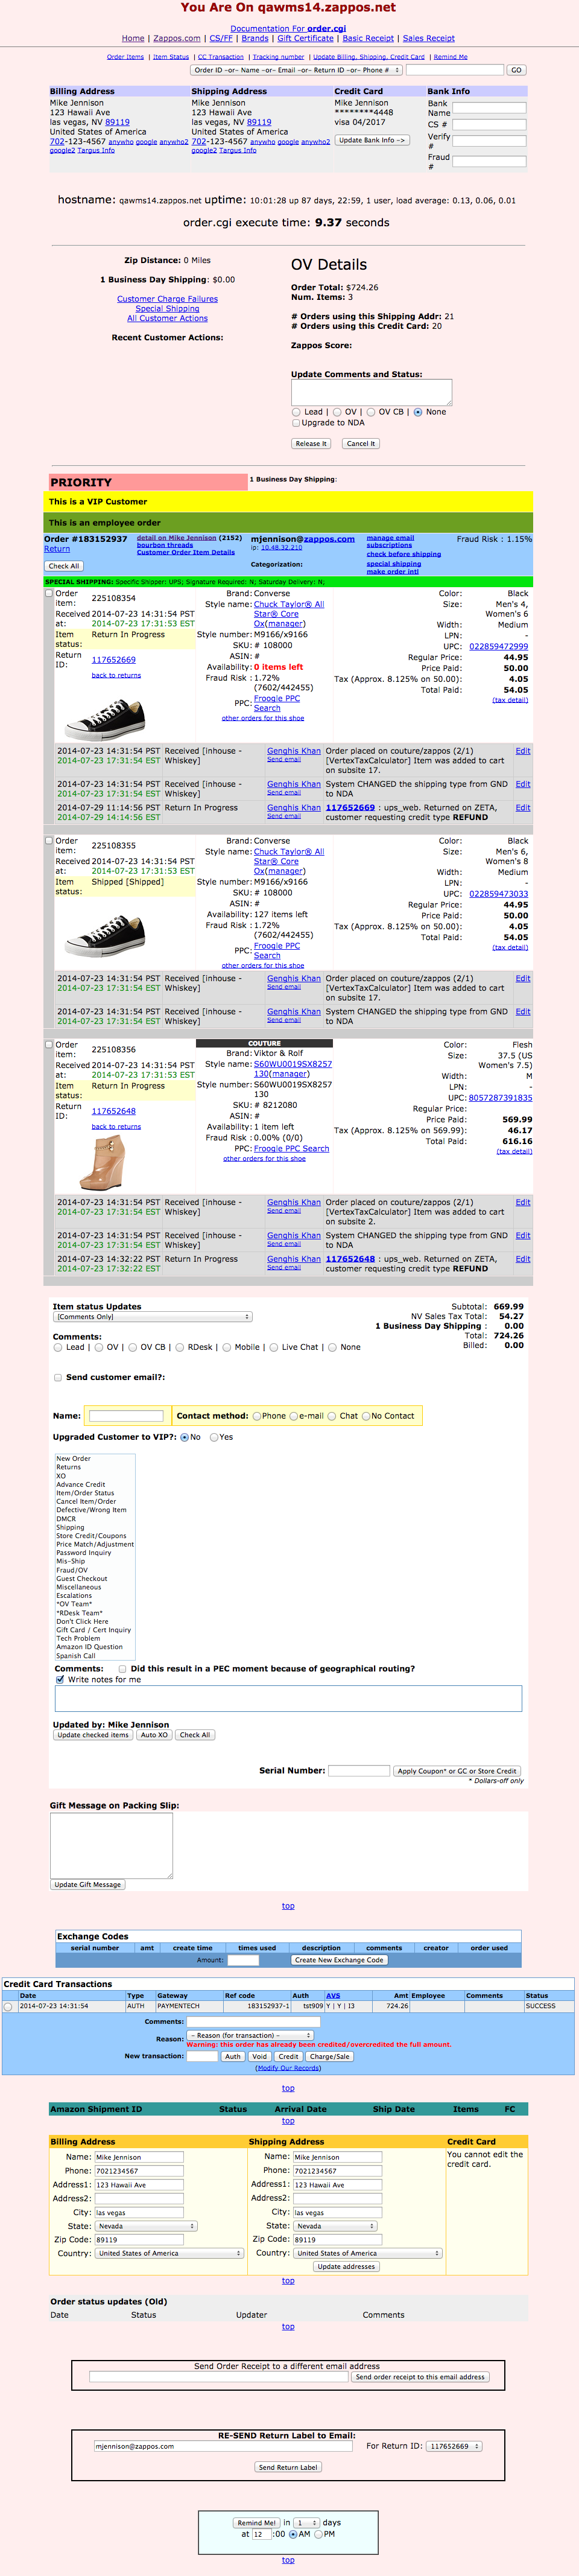 You Are On qawms14.zappos.net
Documentation For order.cgi
Home | Zappos.com | CS/FF | Brands | Gift Certificate | Basic Receipt | Sales Receipt
Order Items | Item Status | CC Transaction | Tracking number | Update Billing, Shipping, Credit Card | Remind Me
Order ID –or– Name –or– Email –or– Return ID –or– Phone # GO
Billing Address Shipping Address Credit Card Bank Info
Mike Jennison Mike Jennison Mike Jennison Bank Name
123 Hawaii Ave 123 Hawaii Ave ********4448 CS #
las vegas, NV 89119 las vegas, NV 89119 visa 04/2017 Verify #
United States of America United States of America Update Bank Info –> Fraud #
702-123-4567 anywho google anywho2 702-123-4567 anywho google anywho2
google2 Targus Info google2 Targus Info
hostname: qawms14.zappos.net uptime: 10:01:28 up 87 days, 22:59, 1 user, load average: 0.13, 0.06, 0.01
order.cgi execute time: 9.37 seconds
Zip Distance: 0 Miles
1 Business Day Shipping: $0.00
Customer Charge Failures
Special Shipping
All Customer Actions
Recent Customer Actions:
OV Details
Order Total: $724.26
Num. Items: 3
# Orders using this Shipping Addr: 21
# Orders using this Credit Card: 20
Zappos Score:
Update Comments and Status:
Lead | OV | OV CB | None
Upgrade to NDA
Release It Cancel It
PRIORITY 1 Business Day Shipping:
This is a VIP Customer
This is an employee order
Order #183152937 detail on Mike Jennison (2152) mjennison@zappos.com manage email subscriptions Fraud Risk : 1.15%
Return bourbon threads ip: 10.48.32.210 check before shipping
Customer Order Item Details
Check All Categorization: special shipping
make order intl
SPECIAL SHIPPING: Specific Shipper: UPS; Signature Required: N; Saturday Delivery: N;
Order item: 225108354
Received at: 2014-07-23 14:31:54 PST
2014-07-23 17:31:53 EST
Item status: Return In Progress
Return ID: 117652669
back to returns
Brand: Converse
Style name: Chuck Taylor® All Star® Core Ox(manager)
Style number: M9166/x9166
SKU: # 108000
ASIN: #
Availability: 0 items left
Fraud Risk : 1.72% (7602/442455)
PPC: Froogle PPC Search
other orders for this shoe
Color: Black
Size: Men's 4, Women's 6
Width: Medium
LPN: -
UPC: 022859472999
Regular Price: 44.95
Price Paid: 50.00
Tax (Approx. 8.125% on 50.00): 4.05
Total Paid: 54.05
(tax detail)
2014-07-23 14:31:54 PST Received [inhouse - Whiskey] Genghis Khan Order placed on couture/zappos (2/1) Edit
2014-07-23 17:31:54 EST Send email [VertexTaxCalculator] Item was added to cart on subsite 17.
2014-07-23 14:31:54 PST Received [inhouse - Whiskey] Genghis Khan System CHANGED the shipping type from GND to NDA Edit
2014-07-23 17:31:54 EST Send email
2014-07-29 11:14:56 PST Return In Progress Genghis Khan 117652669 : ups_web. Returned on ZETA, Edit
2014-07-29 14:14:56 EST Send email customer requesting credit type REFUND
Order item: 225108355
Received at: 2014-07-23 14:31:54 PST
2014-07-23 17:31:53 EST
Item status: Shipped [Shipped]
Brand: Converse
Style name: Chuck Taylor® All Star® Core Ox(manager)
Style number: M9166/x9166
SKU: # 108000
ASIN: #
Availability: 127 items left
Fraud Risk : 1.72% (7602/442455)
PPC: Froogle PPC Search
other orders for this shoe
Color: Black
Size: Men's 6, Women's 8
Width: Medium
LPN: -
UPC: 022859473033
Regular Price: 44.95
Price Paid: 50.00
Tax (Approx. 8.125% on 50.00): 4.05
Total Paid: 54.05
(tax detail)
2014-07-23 14:31:54 PST Received [inhouse - Whiskey] Genghis Khan Order placed on couture/zappos (2/1) Edit
2014-07-23 17:31:54 EST Send email [VertexTaxCalculator] Item was added to cart on subsite 17.
2014-07-23 14:31:54 PST Received [inhouse - Whiskey] Genghis Khan System CHANGED the shipping type from GND to NDA Edit
2014-07-23 17:31:54 EST Send email
Order item: 225108356
Received at: 2014-07-23 14:31:54 PST
2014-07-23 17:31:53 EST
Item status: Return In Progress
Return ID: 117652648
back to returns
COUTURE
Brand: Viktor & Rolf
Style name: S60WU0019SX8257 130(manager)
Style number: S60WU0019SX8257 130
SKU: # 8212080
ASIN: #
Availability: 1 item left
Fraud Risk : 0.00% (0/0)
PPC: Froogle PPC Search
other orders for this shoe
Color: Flesh
Size: 37.5 (US Women's 7.5)
Width: M
LPN: -
UPC: 8057287391835
Regular Price:
Price Paid: 569.99
Tax (Approx. 8.125% on 569.99): 46.17
Total Paid: 616.16
(tax detail)
2014-07-23 14:31:54 PST Received [inhouse - Whiskey] Genghis Khan Order placed on couture/zappos (2/1) Edit
2014-07-23 17:31:54 EST Send email [VertexTaxCalculator] Item was added to cart on subsite 2.
2014-07-23 14:31:54 PST Received [inhouse - Whiskey] Genghis Khan System CHANGED the shipping type from GND to NDA Edit
2014-07-23 17:31:54 EST Send email
2014-07-23 14:32:22 PST Return In Progress Genghis Khan 117652648 : ups_web. Returned on ZETA, Edit
2014-07-23 17:32:22 EST Send email customer requesting credit type REFUND
Item status Updates
[Comments Only]
Subtotal: 669.99
NV Sales Tax Total: 54.27
1 Business Day Shipping : 0.00
Total: 724.26
Billed: 0.00
Comments:
Lead | OV | OV CB | RDesk | Mobile | Live Chat | None
Send customer email?:
Name: Contact method: Phone e-mail Chat No Contact
Upgraded Customer to VIP?: No Yes
New Order
Returns
XO
Advance Credit
Item/Order Status
Cancel Item/Order
Defective/Wrong Item
DMCR
Shipping
Store Credit/Coupons
Price Match/Adjustment
Password Inquiry
Mis-Ship
Fraud/OV
Guest Checkout
Miscellaneous
Escalations
*OV Team*
*RDesk Team*
Don't Click Here
Gift Card / Cert Inquiry
Tech Problem
Amazon ID Question
Spanish Call
Comments: Did this result in a PEC moment because of geographical routing?
Write notes for me
Updated by: Mike Jennison
Update checked items Auto XO Check All
Serial Number: Apply Coupon* or GC or Store Credit
* Dollars-off only
Gift Message on Packing Slip:
Update Gift Message
top
Exchange Codes
serial number amt create time times used description comments creator order used
Amount: Create New Exchange Code
Credit Card Transactions
Date Type Gateway Ref code Auth AVS Amt Employee Comments Status
2014-07-23 14:31:54 AUTH PAYMENTECH 183152937-1 tst909 Y | Y | I3 724.26 SUCCESS
Comments:
Reason: – Reason (for transaction) –
Warning: this order has already been credited/overcredited the full amount.
New transaction: Auth Void Credit Charge/Sale
(Modify Our Records)
top
Amazon Shipment ID Status Arrival Date Ship Date Items FC
top
Billing Address Shipping Address Credit Card
Name: Mike Jennison Name: Mike Jennison You cannot edit the credit card.
Phone: 7021234567 Phone: 7021234567
Address1: 123 Hawaii Ave Address1: 123 Hawaii Ave
Address2: Address2:
City: las vegas City: las vegas
State: Nevada State: Nevada
Zip Code: 89119 Zip Code: 89119
Country: United States of America Country: United States of America
Update addresses
top
Order status updates (Old)
Date Status Updater Comments
top
Send Order Receipt to a different email address
Send order receipt to this email address
RE-SEND Return Label to Email:
mjennison@zappos.com For Return ID: 117652669
Send Return Label
Remind Me! in 1 days
at 12 :00 AM PM
top